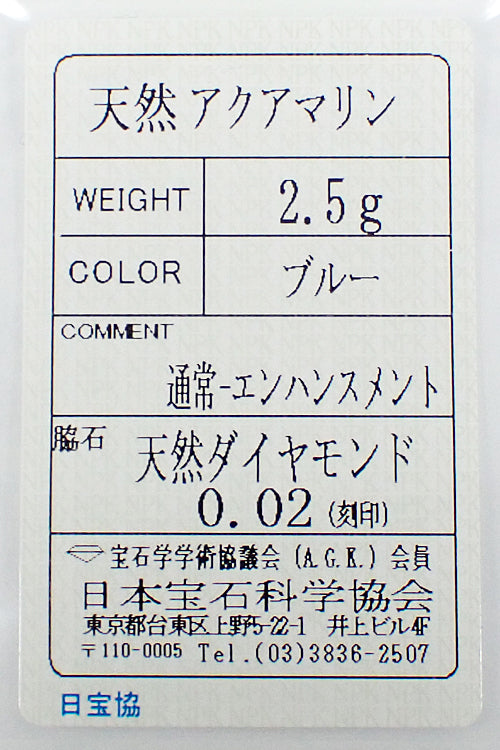 天然 アクアマリン
WEIGHT 2.5g
COLOR ブルー
COMMENT
通常-エンハンスメント
脇石 天然ダイヤモンド
0.02 (刻印)
宝石学学術協議会 (A.G.K.) 会員
日本宝石科学協会
東京都台東区上野5-22-1 井上ビル4F
〒110-0005 Tel.(03)3836-2507
日宝協